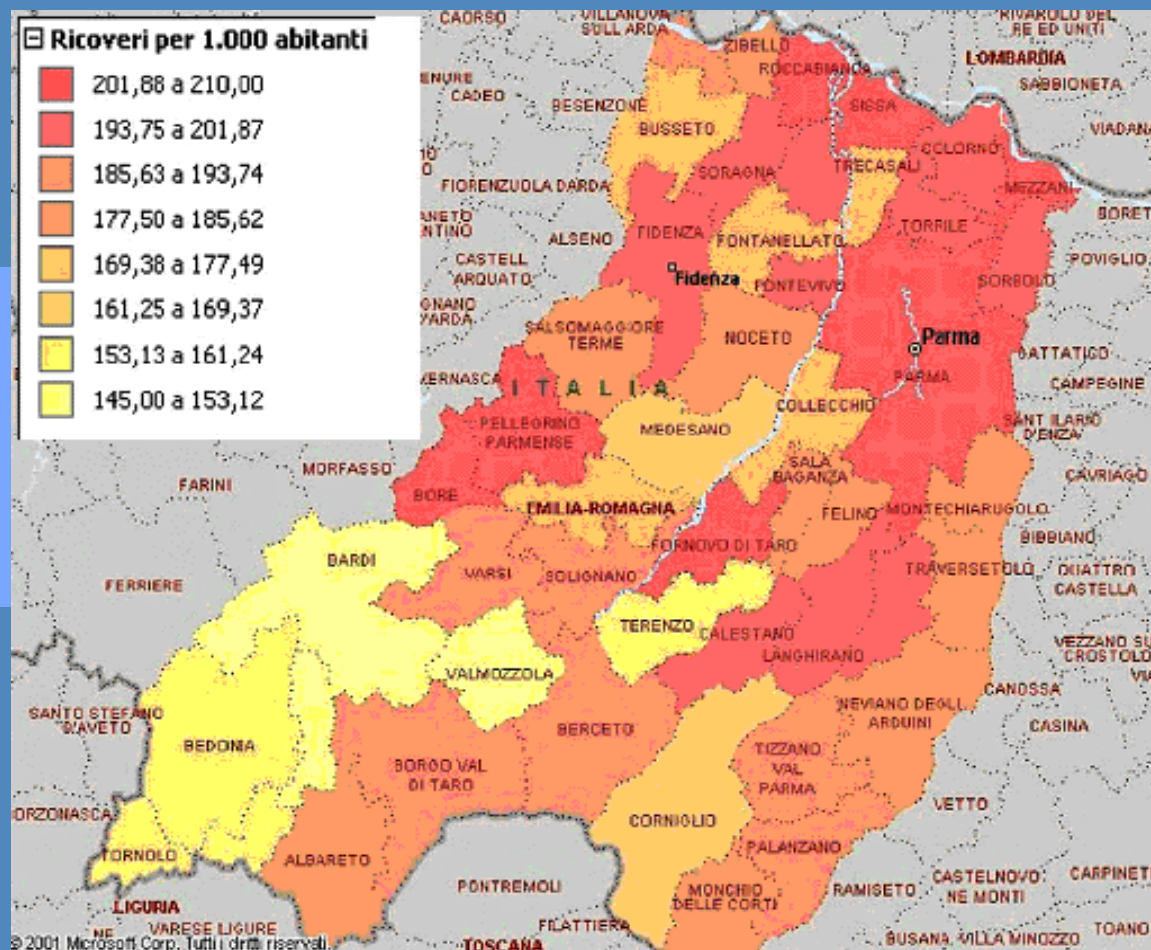 Ricoveri per 1.000 abitanti
201,88 a 210,00
193,75 a 201,87
185,63 a 193,74
177,50 a 185,62
169,38 a 177,49
161,25 a 169,37
153,13 a 161,24
145,00 a 153,12
CAORSO
VILLANOVA
SULL ARDA
RIVAROLO DEL
RE ED UNITI
ZIBELLO
LOMBARDIA
ROCCABIANCA
SABBIONETA
CADEO
BESENZONE
SISSA
BUSSETO
VIADANA
COLORNO
TRECASALI
SORAGNA
FIORENZUOLA DARDA
MEZZANI
BORET
TORRILE
FIDENZA
FONTANELLATO
ALSENO
CASTELL
ARQUATO
POVIGLIO
Fidenza
FONTEVIVO
SORBOLO
SALSOMAGGIORE
TERME
NOCETO
Parma
GATTATICO
PARMA
CAMPEGINE
ITALIA
COLLECCHIO
PELLEGRINO
PARMENSE
MEDESANO
SANT ILARIO
D'ENZA
MORFASSO
SALA
BAGANZA
CAVRIAGO
FARINI
BORE
EMILIA-ROMAGNA
FELINO
MONTECHIARUGOLO
BIBBIANO
FORNOVO DI TARO
BARDI
VARSI
SOLIGNANO
TRAVERSETOLO
QUATTRO
CASTELLA
FERRIERE
TERENZO
CALESTANO
LANGHIRANO
VEZZANO SU
CROSTOLO
VALMOZZOLA
CANOSSA
SANTO STEFANO
D'AVETO
BERCETO
NEVIANO DEGLI
ARDUINI
CASINA
BEDONIA
TIZZANO
VAL
PARMA
BORGO VAL
DI TARO
VETTO
ORZONASCA
CORNIGLIO
TORNOLO
ALBARETO
PALANZANO
CASTELNOVO
NE MONTI
CARPINETI
PONTREMOLI
MONCHIO
DELLE CORTI
RAMISETO
LIGURIA
NE
VARESE LIGURE
FILATTIERA
TOANO
BUSANA
VILLA MINOZZO
TOSCANA
© 2001 Microsoft Corp. Tutti i diritti riservati.